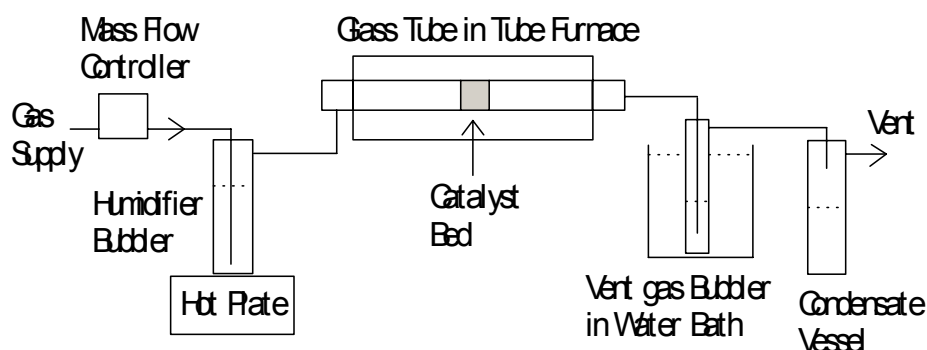 Mass Flow
Controller
Glass Tube in Tube Furnace
Gas
Supply
Vent
Humidifier
Bubbler
Catalyst
Bed
Hot Plate
Vent gas Bubbler
in Water Bath
Condensate
Vessel